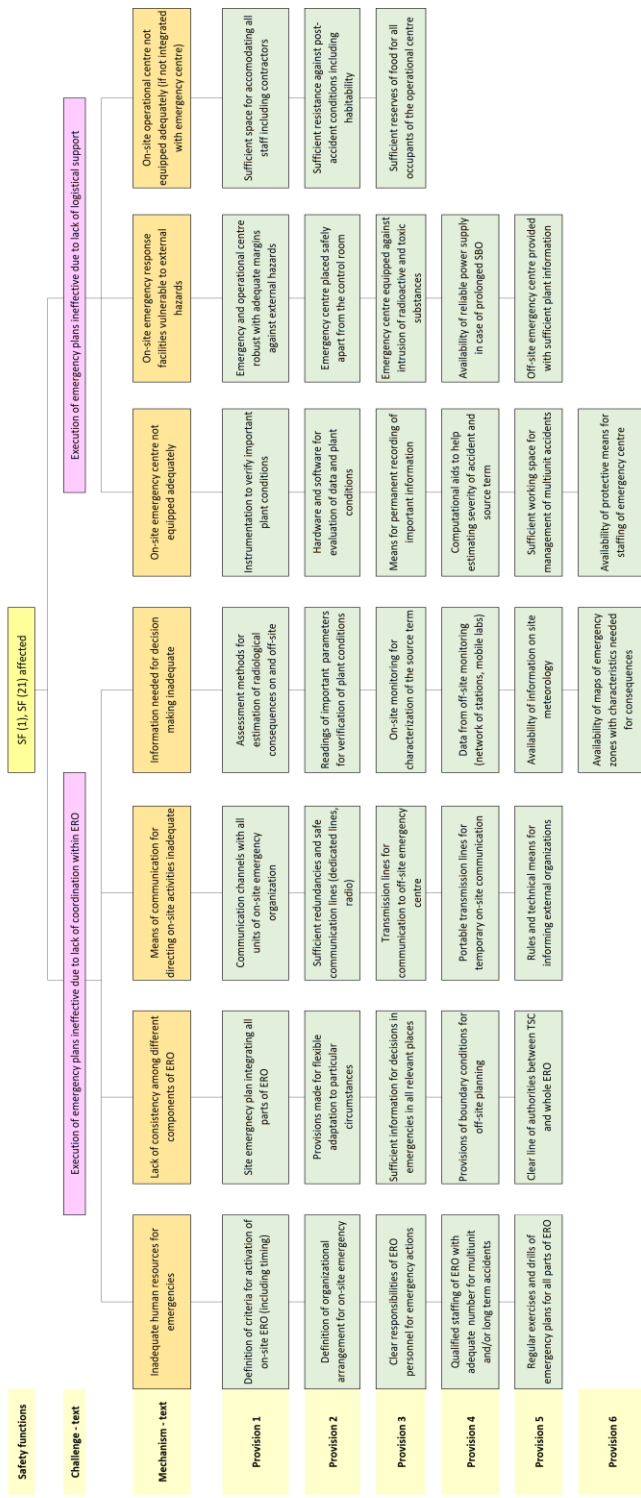 Safety functions
SF (1), SF (21) affected
Challenge - text
Execution of emergency plans ineffective due to lack of coordination within ERO
Execution of emergency plans ineffective due to lack of logistical support
Mechanism - text
Inadequate human resources for
emergencies
Lack of consistency among different
components of ERO
Means of communication for
directing on-site activities inadequate
Information needed for decision
making inadequate
On-site emergency centre not
equipped adequately
On-site emergency response
facilities vulnerable to external
hazards
On-site operational centre not
equipped adequately (if not integrated
with emergency centre)
Provision 1
Definition of criteria for activation of
on-site ERO (including timing)
Site emergnecy plan integrating all
parts of ERO
Communication channels with all
units of on-site emergency
organization
Assessment methods for
estimation of radiological
consequences on and off-site
Instrumentation to verify important
plant conditions
Emergency and operational centre
robust with adequate margins
against external hazards
Sufficient space for accomodating all
staff including contractors
Provision 2
Definition of organizational
arrangement for on-site emergency
Provisions made for flexible
adaptation to particular
circumstances
Sufficient redundancies and safe
communication lines (dedicated lines,
radio)
Readings of important parameters
for verification of plant conditions
Hardware and software for
evaluation of data and plant
conditions
Emergency centre placed safely
apart from the control room
Sufficient resistance against post-
accident conditions including
habitability
Provision 3
Clear responsibilities of ERO
personnel for emergency actions
Sufficient information for decisions in
emergencies in all relevant places
Transmission lines for
communication to off-site emergency
centre
On-site monitoring for
characterization of the source term
Means for permanent recording of
important information
Emergency centre equipped against
intrusion of radioactive and toxic
substances
Sufficient reserves of food for all
occupants of the operational centre
Provision 4
Qualified staffing of ERO with
adequate number for multiunit
and/or long term accidents
Provisions of boundary conditions for
off-site planning
Portable transmission lines for
temporary on-site communication
Data from off-site monitoring
(network of stations, mobile labs)
Computational aids to help
estimating severity of accident and
source term
Availability of reliable power supply
in case of prolonged SBO
Provision 5
Regular exercises and drills of
emergency plans for all parts of ERO
Clear line of authorities between TSC
and whole ERO
Rules and technical means for
informing external organizations
Availability of information on site
meteorology
Sufficient working space for
management of multiunit accidents
Off-site emergency centre provided
with sufficient plant information
Provision 6
Availability of maps of emergency
zones with characteristics needed
for consequences
Availability of protective means for
staffing of emergency centre